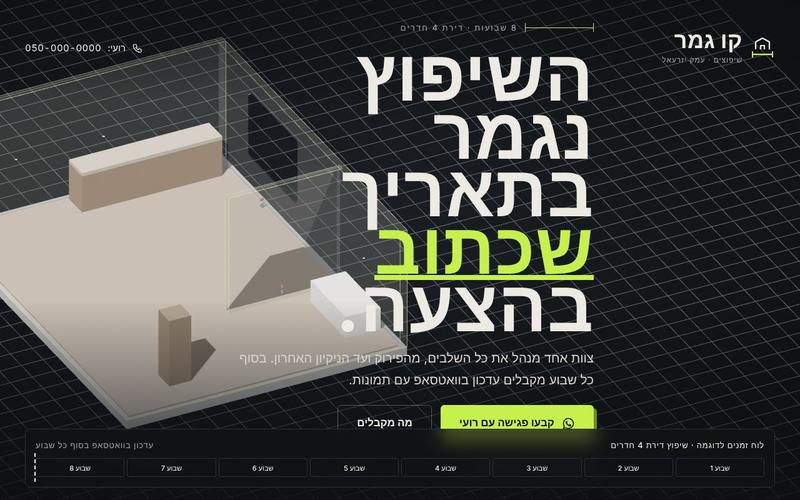 קו גמר
שיפוצים · עמק יזרעאל
רועי: 050-000-0000
8 שבועות · דירת 4 חדרים
השיפוץ
נגמר
בתאריך
שכתוב
בהצעה.
צוות אחד מנהל את כל השלבים, מהפירוק ועד הניקיון האחרון. בסוף
כל שבוע מקבלים עדכון בוואטסאפ עם תמונות.
קבעו פגישה עם רועי
מה מקבלים
לוח זמנים לדוגמה · שיפוץ דירת 4 חדרים
עדכון בוואטסאפ בסוף כל שבוע
שבוע 1 שבוע 2 שבוע 3 שבוע 4 שבוע 5 שבוע 6 שבוע 7 שבוע 8